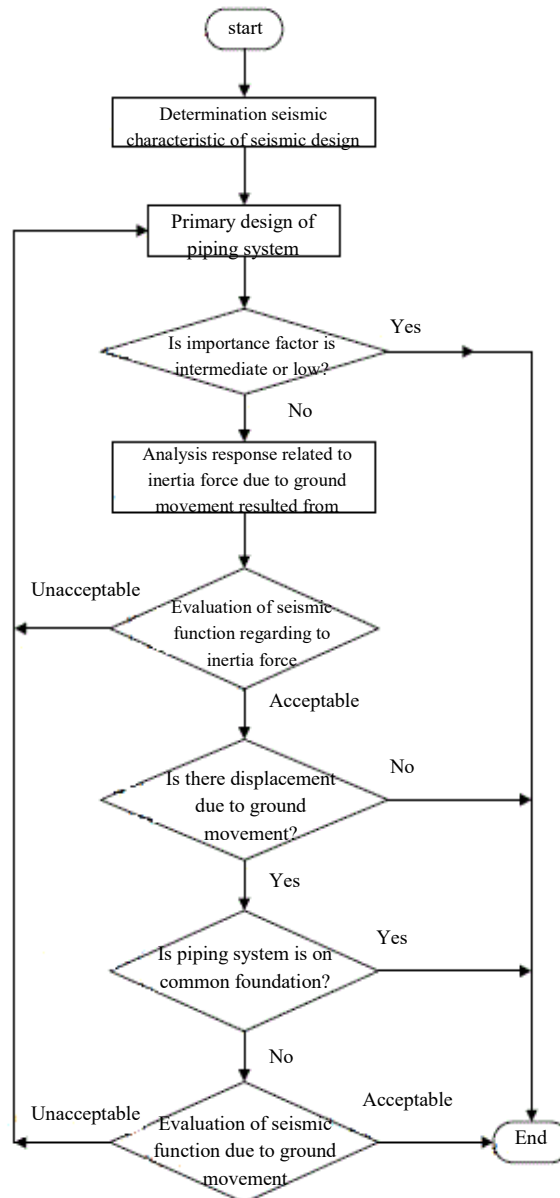 start
Determination seismic
characteristic of seismic design
Primary design of
piping system
Yes
Is importance factor is
intermediate or low?
No
Analysis response related to
inertia force due to ground
movement resulted from
Unacceptable
Evaluation of seismic
function regarding to
inertia force
Acceptable
No
Is there displacement
due to ground
movement?
Yes
Yes
Is piping system is on
common foundation?
No
Unacceptable
Acceptable
Evaluation of seismic
function due to ground
movement
End